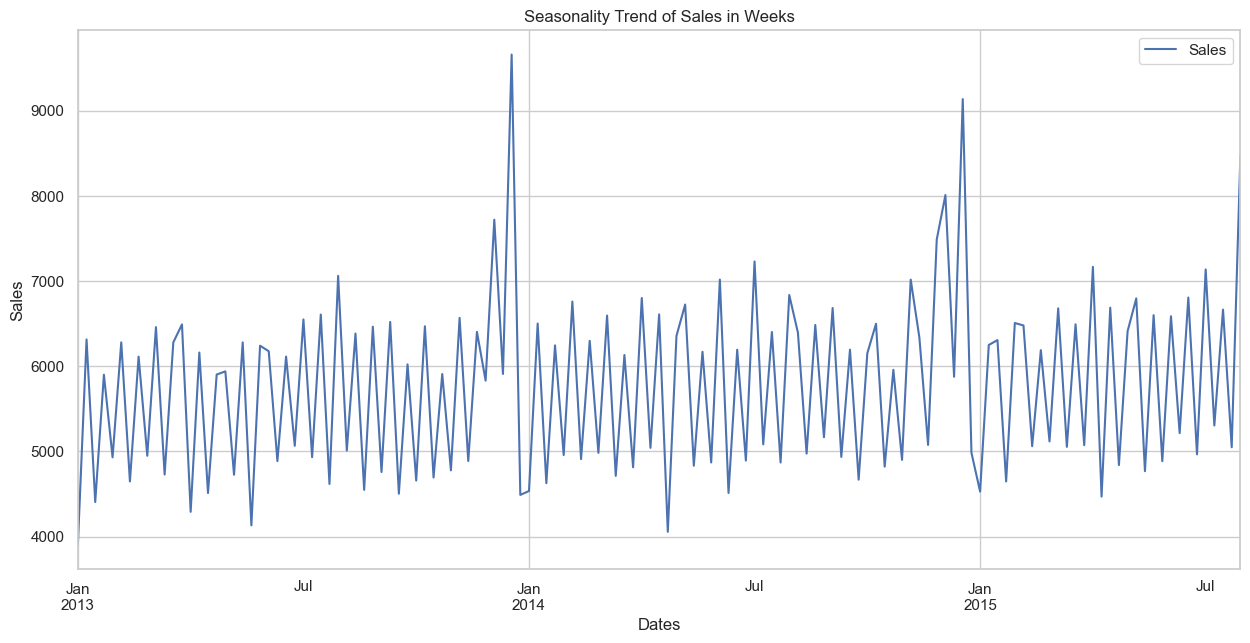 Seasonality Trend of Sales in Weeks
Sales
9000
8000
7000
6000
5000
4000
Sales
Jan
2013
Jul
Jan
2014
Jul
Jan
2015
Jul
Dates